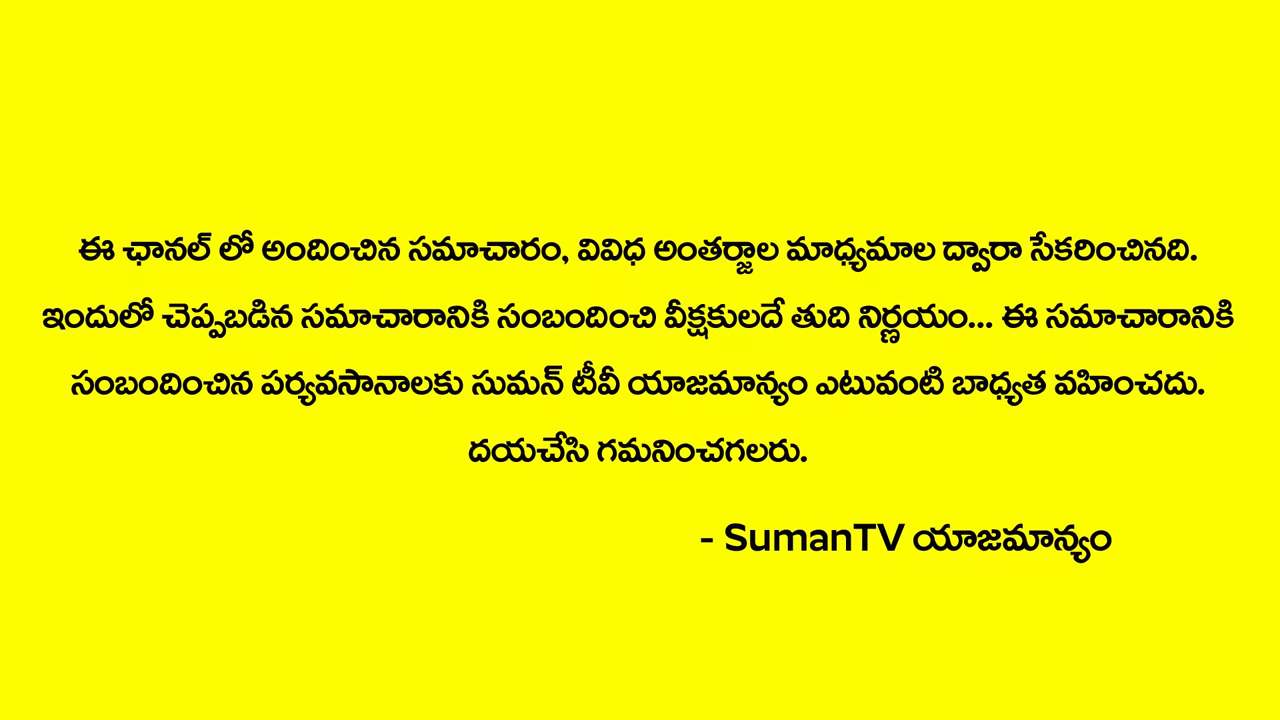 ఈ ఛానల్ లో అందించిన సమాచారం, వివిధ అంతర్జాల మాధ్యమాల ద్వారా సేకరించినది.
ఇందులో చెప్పబడిన సమాచారానికి సంబందించి వీక్షకులదే తుది నిర్ణయం... ఈ సమాచారానికి
సంబందించిన పర్యవసానాలకు సుమన్ టీవీ యాజమాన్యం ఎటువంటి బాధ్యత వహించదు.
దయచేసి గమనించగలరు.
- SumanTV యాజమాన్యం